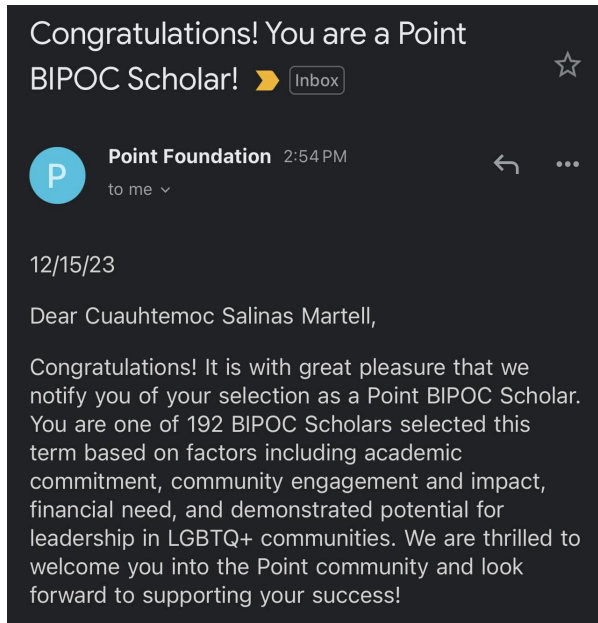 Congratulations! You are a Point
BIPOC Scholar! Inbox
P
Point Foundation 2:54 PM
to me
12/15/23
Dear Cuauhtemoc Salinas Martell,
Congratulations! It is with great pleasure that we
notify you of your selection as a Point BIPOC Scholar.
You are one of 192 BIPOC Scholars selected this
term based on factors including academic
commitment, community engagement and impact,
financial need, and demonstrated potential for
leadership in LGBTQ+ communities. We are thrilled to
welcome you into the Point community and look
forward to supporting your success!